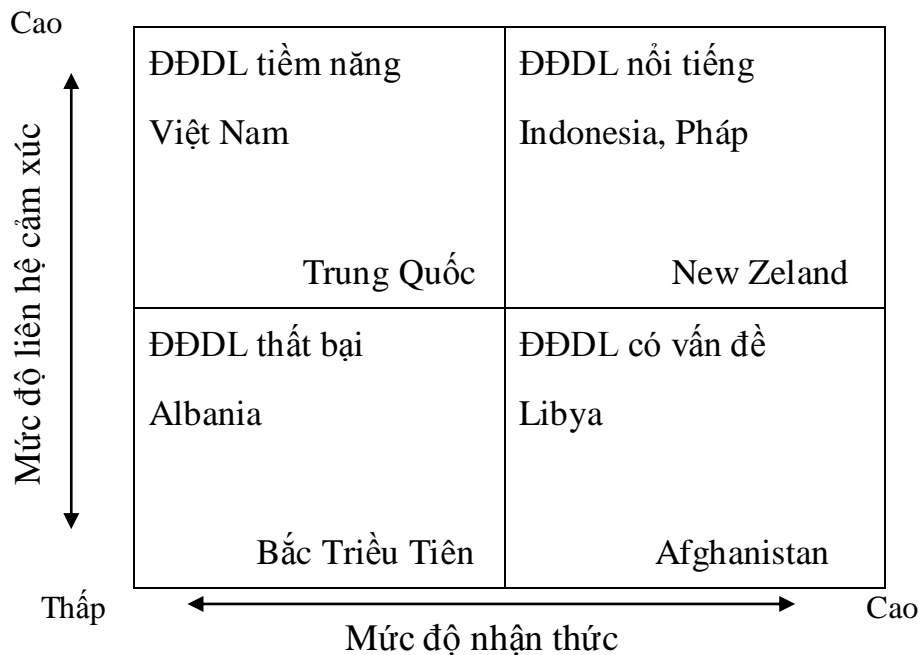 Cao
ĐĐDL tiềm năng
Việt Nam
Trung Quốc
ĐĐDL nổi tiếng
Indonesia, Pháp
New Zeland
Mức độ liên hệ cảm xúc
ĐĐDL thất bại
Albania
Bắc Triều Tiên
ĐĐDL có vấn đề
Libya
Afghanistan
Thấp
Cao
Mức độ nhận thức